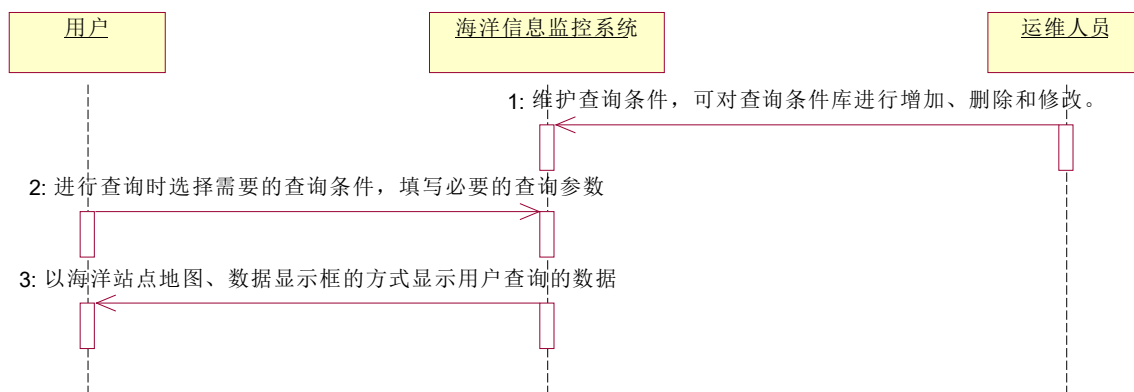 用户
海洋信息监控系统
运维人员
1: 维护查询条件，可对查询条件库进行增加、删除和修改。
2: 进行查询时选择需要的查询条件，填写必要的查询参数
3: 以海洋站点地图、数据显示框的方式显示用户查询的数据